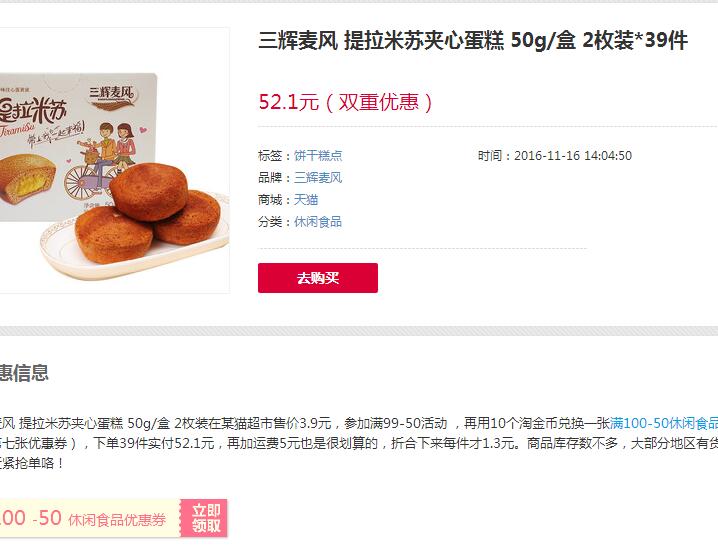 三辉麦风 提拉米苏夹心蛋糕 50g/盒 2枚装*39件
三辉麦风
提拉米苏
Tiramisu
52.1元（双重优惠）
标签：饼干糕点
时间：2016-11-16 14:04:50
品牌：三辉麦风
商城：天猫
分类：休闲食品
去购买
惠信息
风 提拉米苏夹心蛋糕 50g/盒 2枚装在某猫超市售价3.9元，参加满99-50活动 ，再用10个淘金币兑换一张满100-50休闲食品
七张优惠券），下单39件实付52.1元，再加运费5元也是很划算的，折合下来每件才1.3元。商品库存数不多，大部分地区有货
紧抢单咯！
100 -50 休闲食品优惠券
立即
领取